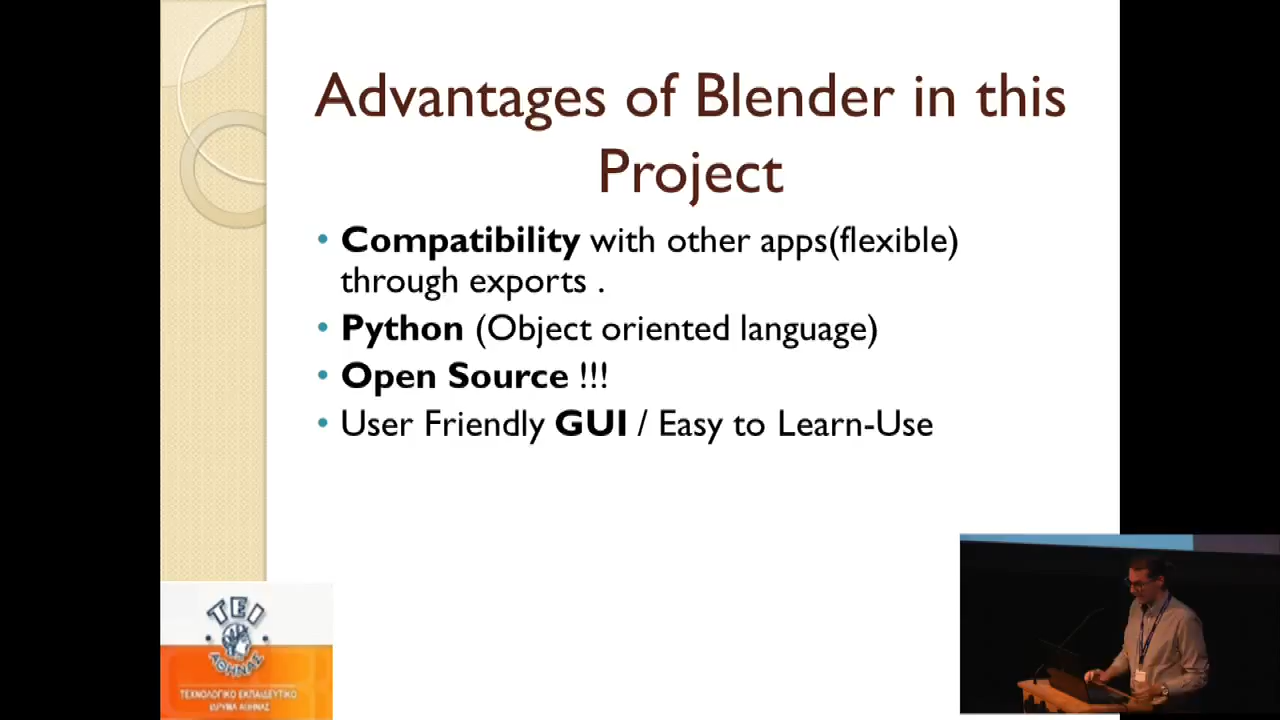 Advantages of Blender in this
Project
• Compatibility with other apps(flexible)
through exports .
• Python (Object oriented language)
• Open Source !!!
• User Friendly GUI / Easy to Learn-Use
ΤΕΙ
ΑΘΗΝΑΣ
ΤΕΧΝΟΛΟΓΙΚΟ ΕΚΠΑΙΔΕΥΤΙΚΟ
ΙΔΡΥΜΑ ΑΘΗΝΑΣ